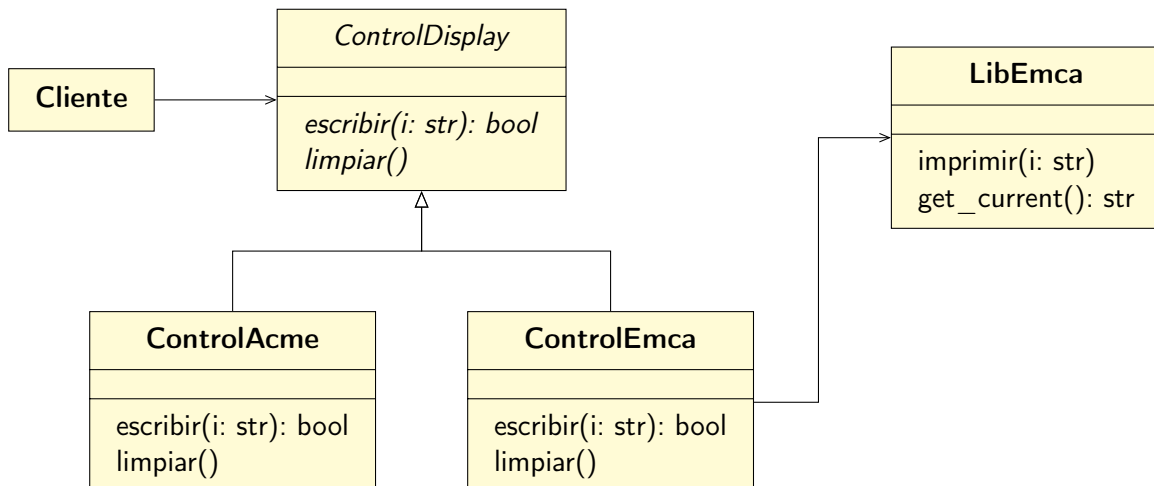 ControlDisplay
escribir(i: str): bool
limpiar()
Cliente
LibEmca
imprimir(i: str)
get_current(): str
ControlAcme
escribir(i: str): bool
limpiar()
ControlEmca
escribir(i: str): bool
limpiar()